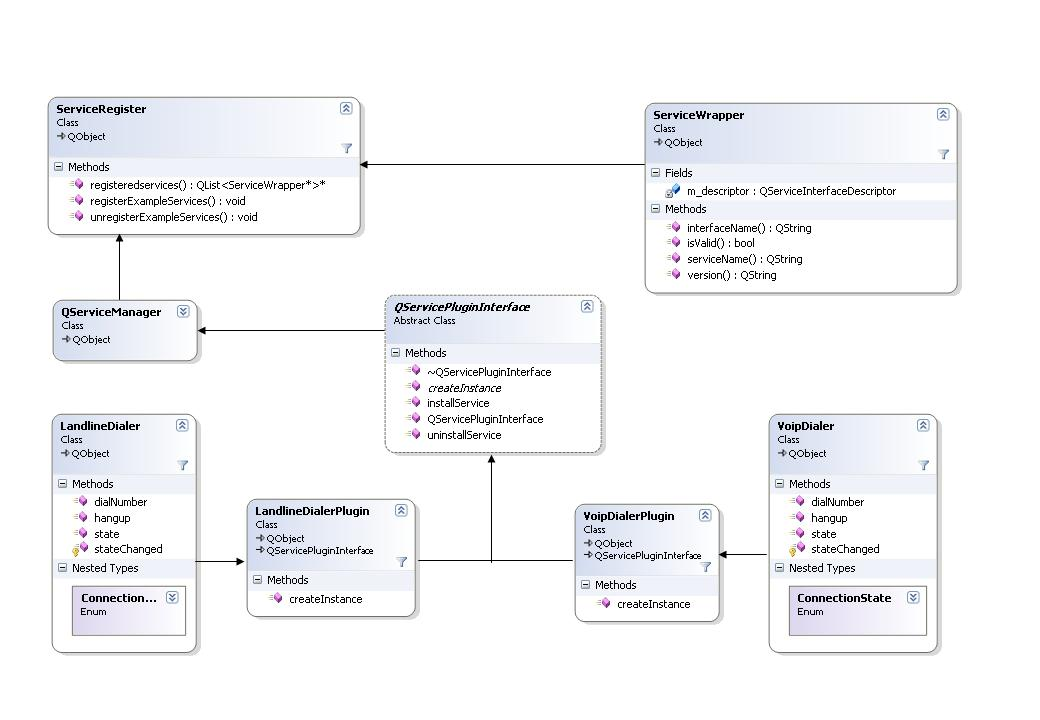 ServiceRegister
Class
QObject
Methods
registeredservices() : QList<ServiceWrapper*>*
registerExampleServices() : void
unregisterExampleServices() : void
ServiceWrapper
Class
QObject
Fields
m_descriptor : QServiceInterfaceDescriptor
Methods
interfaceName() : QString
isValid() : bool
serviceName() : QString
version() : QString
QServiceManager
Class
QObject
QServicePluginInterface
Abstract Class
Methods
~QServicePluginInterface
createInstance
installService
QServicePluginInterface
uninstallService
LandlineDialer
Class
QObject
Methods
dialNumber
hangup
state
stateChanged
Nested Types
Connection...
Enum
LandlineDialerPlugin
Class
QObject
QServicePluginInterface
Methods
createInstance
VoipDialerPlugin
Class
QObject
QServicePluginInterface
Methods
createInstance
VoipDialer
Class
QObject
Methods
dialNumber
hangup
state
stateChanged
Nested Types
ConnectionState
Enum